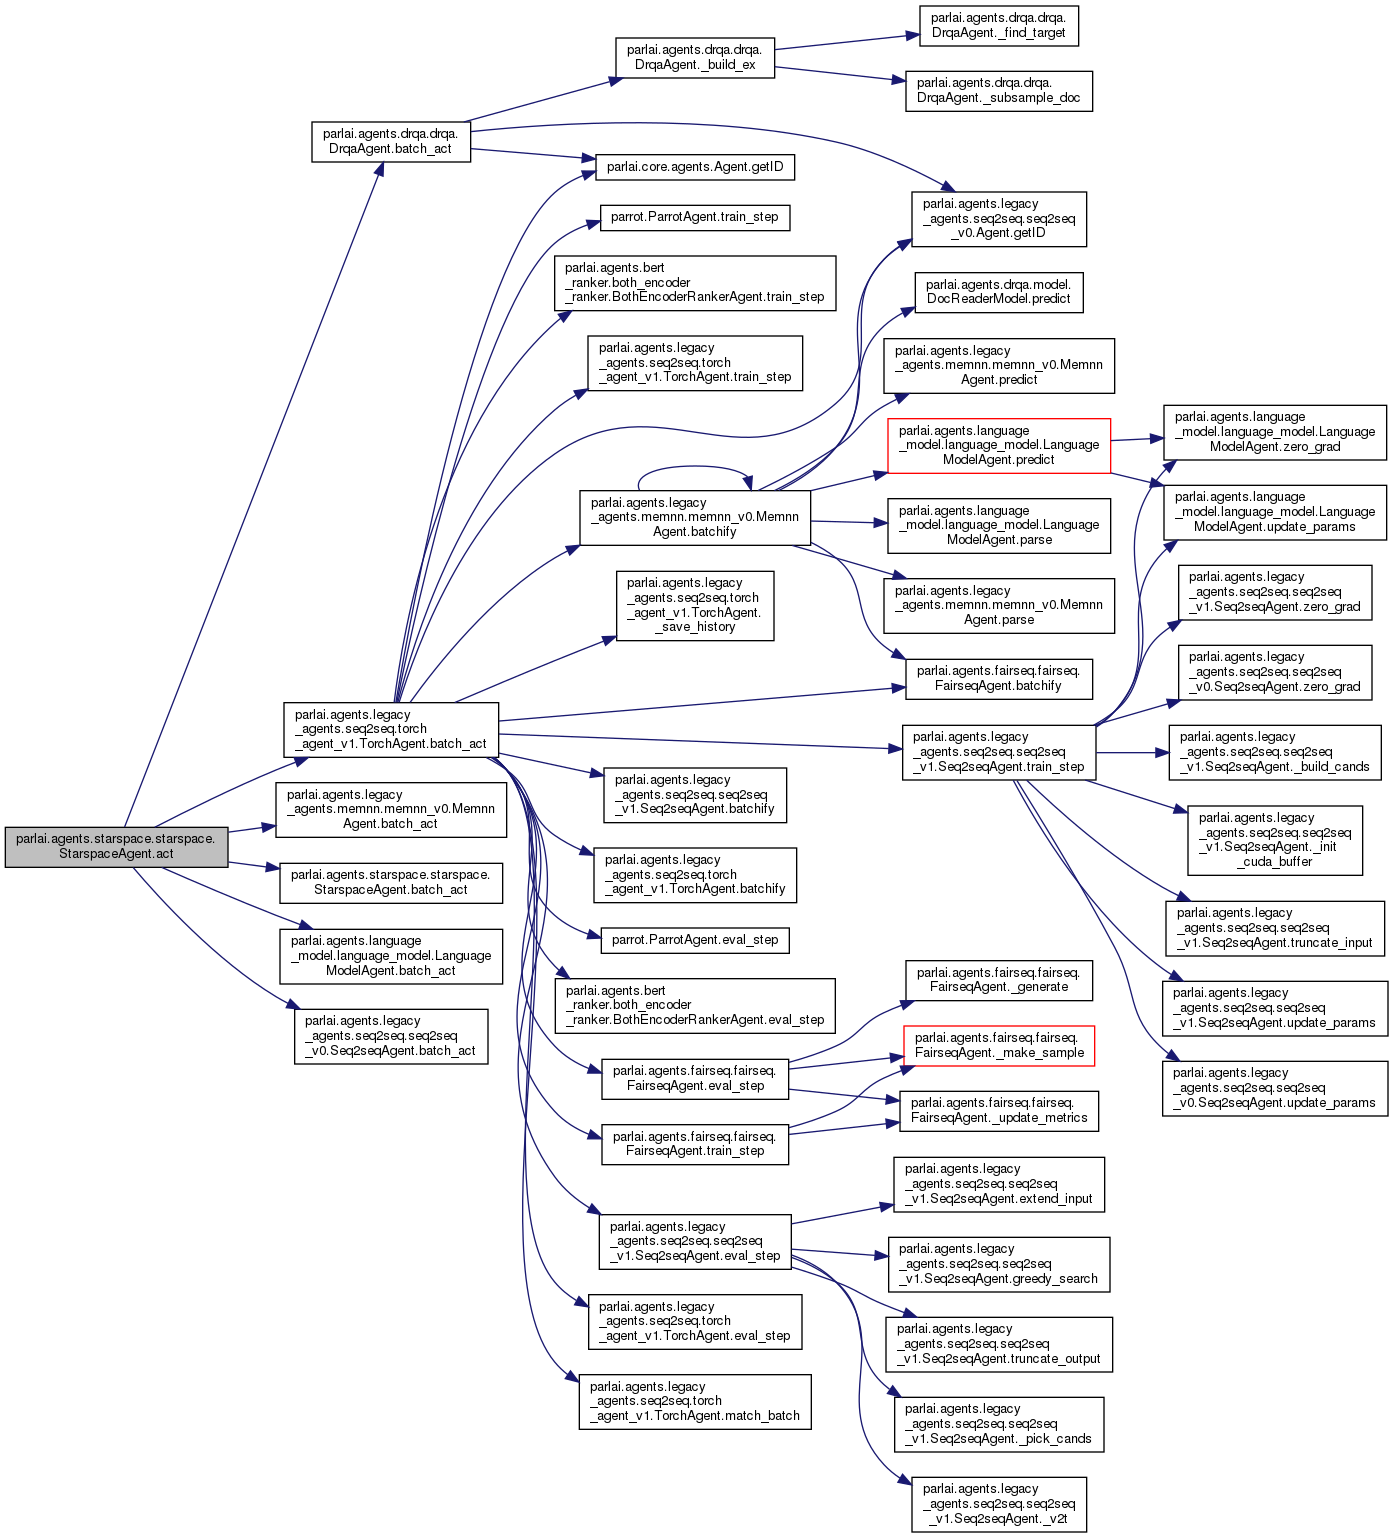 parlai.agents.starspace.starspace.
StarspaceAgent.act
parlai.agents.drqa.drqa.
DrqaAgent.batch_act
parlai.agents.legacy
_agents.seq2seq.torch
_agent_v1.TorchAgent.batch_act
parlai.agents.legacy
_agents.memnn.memnn_v0.Memnn
Agent.batch_act
parlai.agents.starspace.starspace.
StarspaceAgent.batch_act
parlai.agents.language
_model.language_model.Language
ModelAgent.batch_act
parlai.agents.legacy
_agents.seq2seq.seq2seq
_v0.Seq2seqAgent.batch_act
parlai.agents.drqa.drqa.
DrqaAgent._build_ex
parlai.core.agents.Agent.getID
parrot.ParrotAgent.train_step
parlai.agents.bert
_ranker.both_encoder
_ranker.BothEncoderRankerAgent.train_step
parlai.agents.legacy
_agents.seq2seq.torch
_agent_v1.TorchAgent.train_step
parlai.agents.legacy
_agents.memnn.memnn_v0.Memnn
Agent.batchify
parlai.agents.legacy
_agents.seq2seq.torch
_agent_v1.TorchAgent.
_save_history
parlai.agents.legacy
_agents.seq2seq.seq2seq
_v1.Seq2seqAgent.batchify
parlai.agents.legacy
_agents.seq2seq.torch
_agent_v1.TorchAgent.batchify
parrot.ParrotAgent.eval_step
parlai.agents.bert
_ranker.both_encoder
_ranker.BothEncoderRankerAgent.eval_step
parlai.agents.fairseq.fairseq.
FairseqAgent.eval_step
parlai.agents.fairseq.fairseq.
FairseqAgent.train_step
parlai.agents.legacy
_agents.seq2seq.seq2seq
_v1.Seq2seqAgent.eval_step
parlai.agents.legacy
_agents.seq2seq.torch
_agent_v1.TorchAgent.eval_step
parlai.agents.legacy
_agents.seq2seq.torch
_agent_v1.TorchAgent.match_batch
parlai.agents.drqa.drqa.
DrqaAgent._find_target
parlai.agents.drqa.drqa.
DrqaAgent._subsample_doc
parlai.agents.legacy
_agents.seq2seq.seq2seq
_v0.Agent.getID
parlai.agents.drqa.model.
DocReaderModel.predict
parlai.agents.legacy
_agents.memnn.memnn_v0.Memnn
Agent.predict
parlai.agents.language
_model.language_model.Language
ModelAgent.predict
parlai.agents.language
_model.language_model.Language
ModelAgent.parse
parlai.agents.legacy
_agents.memnn.memnn_v0.Memnn
Agent.parse
parlai.agents.fairseq.fairseq.
FairseqAgent.batchify
parlai.agents.legacy
_agents.seq2seq.seq2seq
_v1.Seq2seqAgent.train_step
parlai.agents.fairseq.fairseq.
FairseqAgent._generate
parlai.agents.fairseq.fairseq.
FairseqAgent._make_sample
parlai.agents.fairseq.fairseq.
FairseqAgent._update_metrics
parlai.agents.legacy
_agents.seq2seq.seq2seq
_v1.Seq2seqAgent.extend_input
parlai.agents.legacy
_agents.seq2seq.seq2seq
_v1.Seq2seqAgent.greedy_search
parlai.agents.legacy
_agents.seq2seq.seq2seq
_v1.Seq2seqAgent.truncate_output
parlai.agents.legacy
_agents.seq2seq.seq2seq
_v1.Seq2seqAgent._pick_cands
parlai.agents.legacy
_agents.seq2seq.seq2seq
_v1.Seq2seqAgent._v2t
parlai.agents.language
_model.language_model.Language
ModelAgent.zero_grad
parlai.agents.language
_model.language_model.Language
ModelAgent.update_params
parlai.agents.legacy
_agents.seq2seq.seq2seq
_v1.Seq2seqAgent.zero_grad
parlai.agents.legacy
_agents.seq2seq.seq2seq
_v0.Seq2seqAgent.zero_grad
parlai.agents.legacy
_agents.seq2seq.seq2seq
_v1.Seq2seqAgent._build_cands
parlai.agents.legacy
_agents.seq2seq.seq2seq
_v1.Seq2seqAgent._init
_cuda_buffer
parlai.agents.legacy
_agents.seq2seq.seq2seq
_v1.Seq2seqAgent.truncate_input
parlai.agents.legacy
_agents.seq2seq.seq2seq
_v1.Seq2seqAgent.update_params
parlai.agents.legacy
_agents.seq2seq.seq2seq
_v0.Seq2seqAgent.update_params